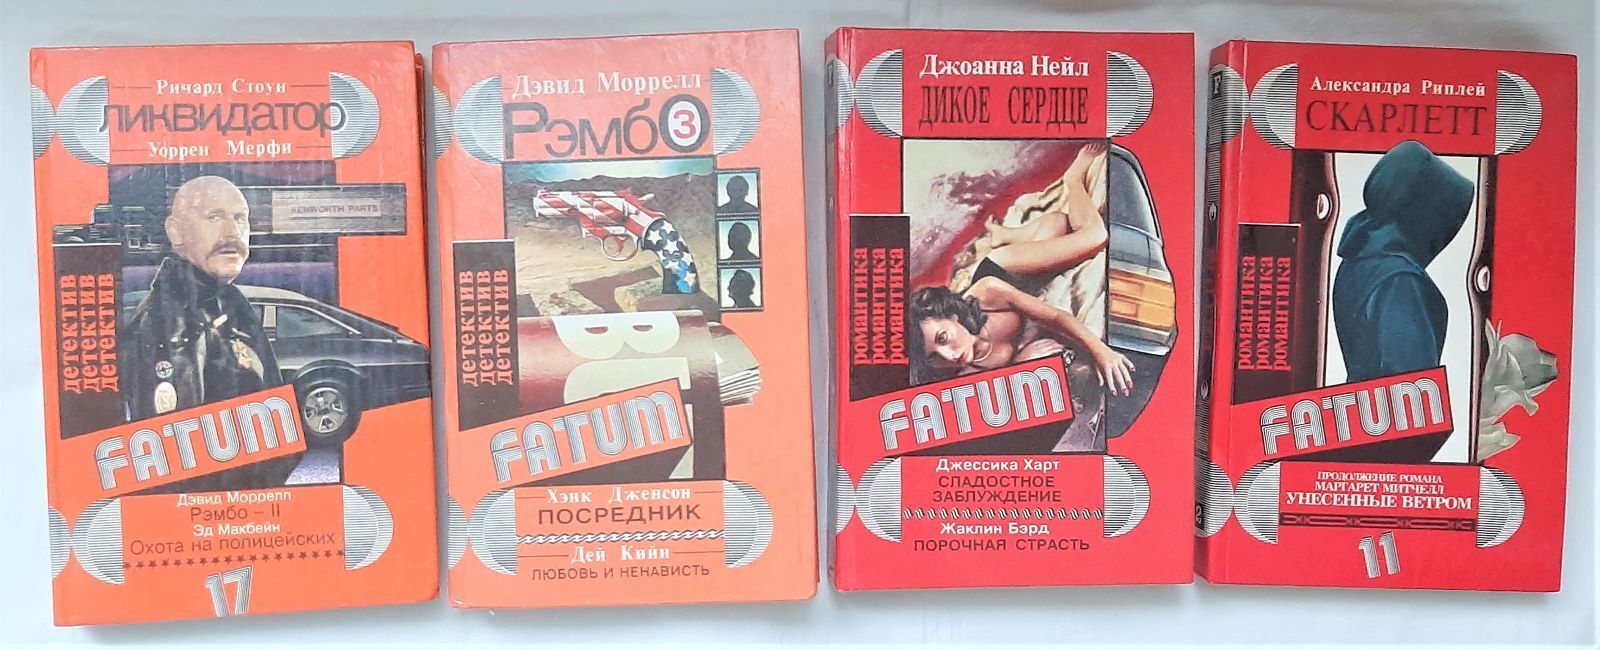 Ричард Стоун
ЛИКВИДАТОР
Уоррен Мерфи
KENWORTH PARTS
детектив
детектив
детектив
FATUM
Дэвид Моррелл
Рэмбо – II
Эд Макбейн
Охота на полицейских
17
Дэвид Моррелл
Рэмбо 3
детектив
детектив
детектив
FATUM
Хэнк Дженсон
ПОСРЕДНИК
Дей Кийн
ЛЮБОВЬ И НЕНАВИСТЬ
Джоанна Нейл
ДИКОЕ СЕРДЦЕ
романтика
романтика
романтика
FATUM
Джессика Харт
СЛАДОСТНОЕ
ЗАБЛУЖДЕНИЕ
Жаклин Бэрд
ПОРОЧНАЯ СТРАСТЬ
F
Александра Риплей
СКАРЛЕТТ
романтика
романтика
романтика
FATUM
ПРОДОЛЖЕНИЕ РОМАНА
МАРГАРЕТ МИТЧЕЛЛ
УНЕСЕННЫЕ ВЕТРОМ
11